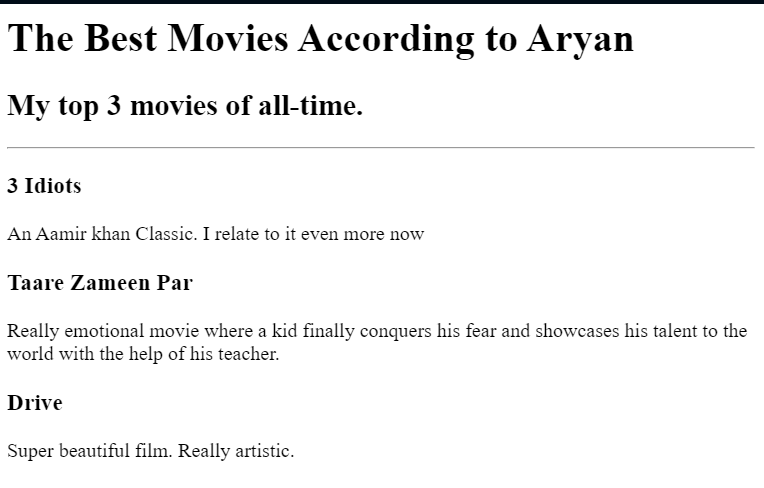 The Best Movies According to Aryan
My top 3 movies of all-time.
3 Idiots
An Aamir khan Classic. I relate to it even more now
Taare Zameen Par
Really emotional movie where a kid finally conquers his fear and showcases his talent to the
world with the help of his teacher.
Drive
Super beautiful film. Really artistic.